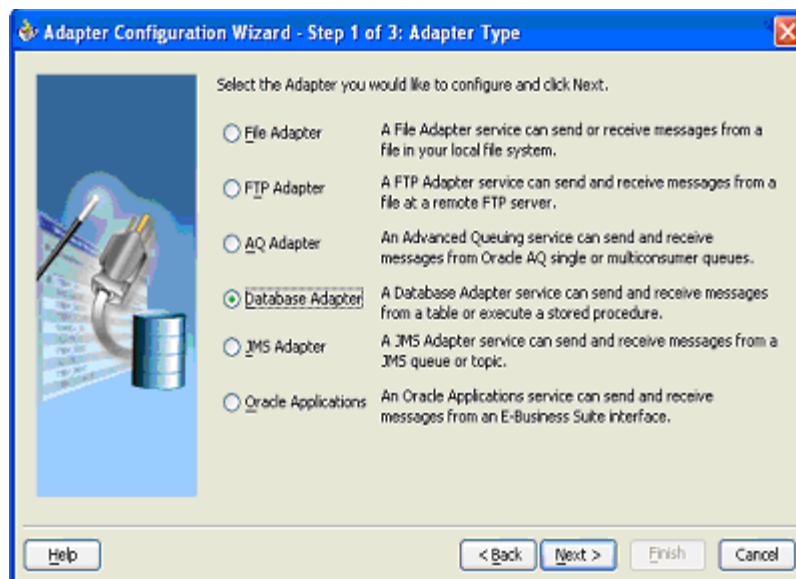 Adapter Configuration Wizard - Step 1 of 3: Adapter Type
Select the Adapter you would like to configure and click Next.
File Adapter
A File Adapter service can send or receive messages from a
file in your local file system.
FTP Adapter
A FTP Adapter service can send and receive messages from a
file at a remote FTP server.
AQ Adapter
An Advanced Queuing service can send and receive
messages from Oracle AQ single or multiconsumer queues.
Database Adapter
A Database Adapter service can send and receive messages
from a table or execute a stored procedure.
JMS Adapter
A JMS Adapter service can send and receive messages from a
JMS queue or topic.
Oracle Applications
An Oracle Applications service can send and receive
messages from an E-Business Suite interface.
Help
< Back
Next >
Finish
Cancel